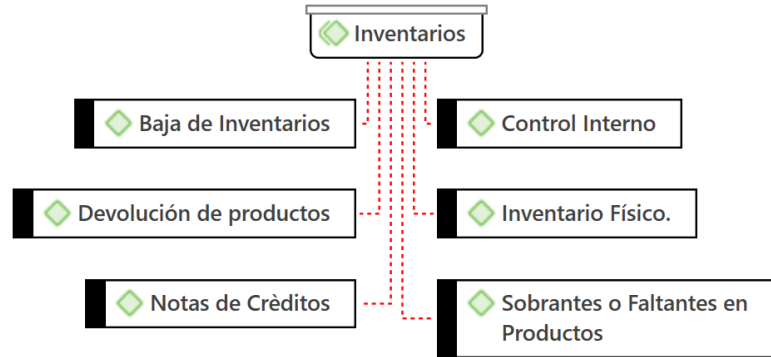 Inventarios
Baja de Inventarios
Control Interno
Devolución de productos
Inventario Físico.
Notas de Crèditos
Sobrantes o Faltantes en
Productos